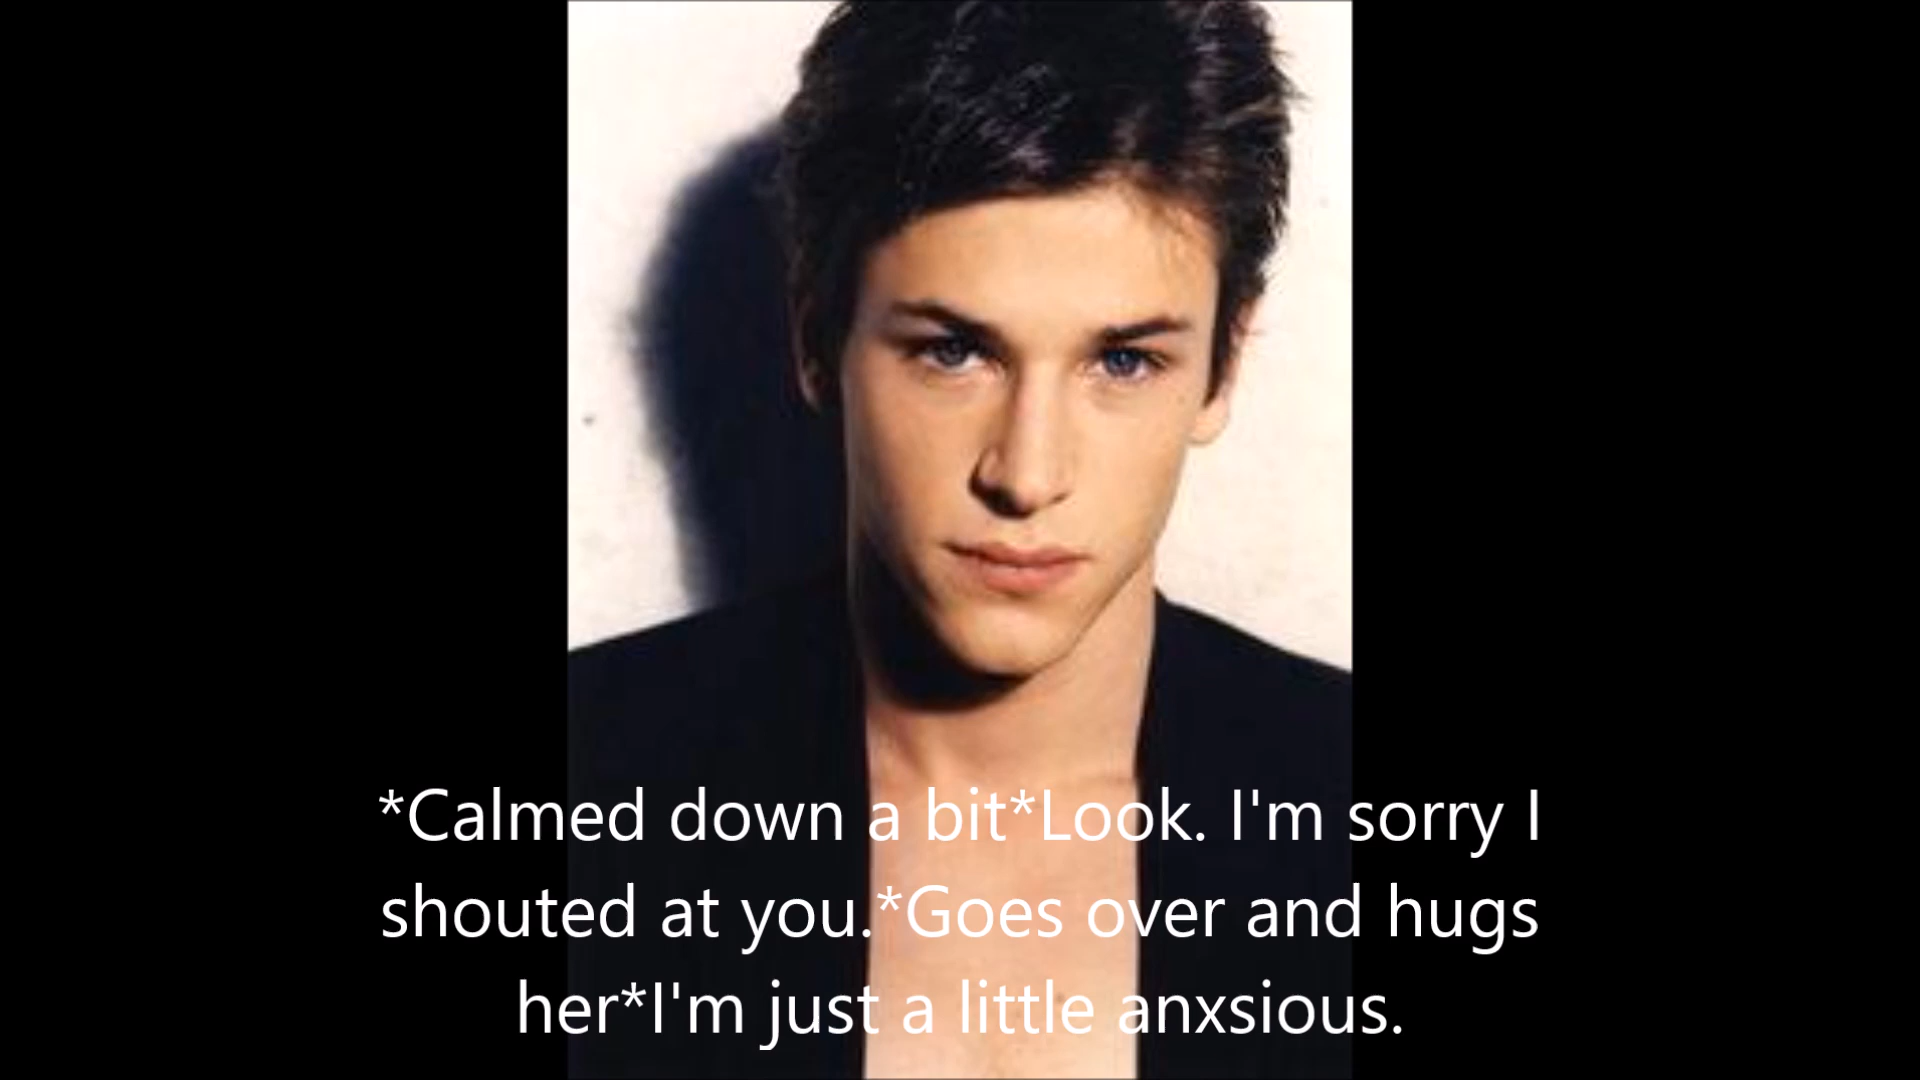 *Calmed down a bit*Look. I'm sorry I
shouted at you.*Goes over and hugs
her*I'm just a little anxsious.